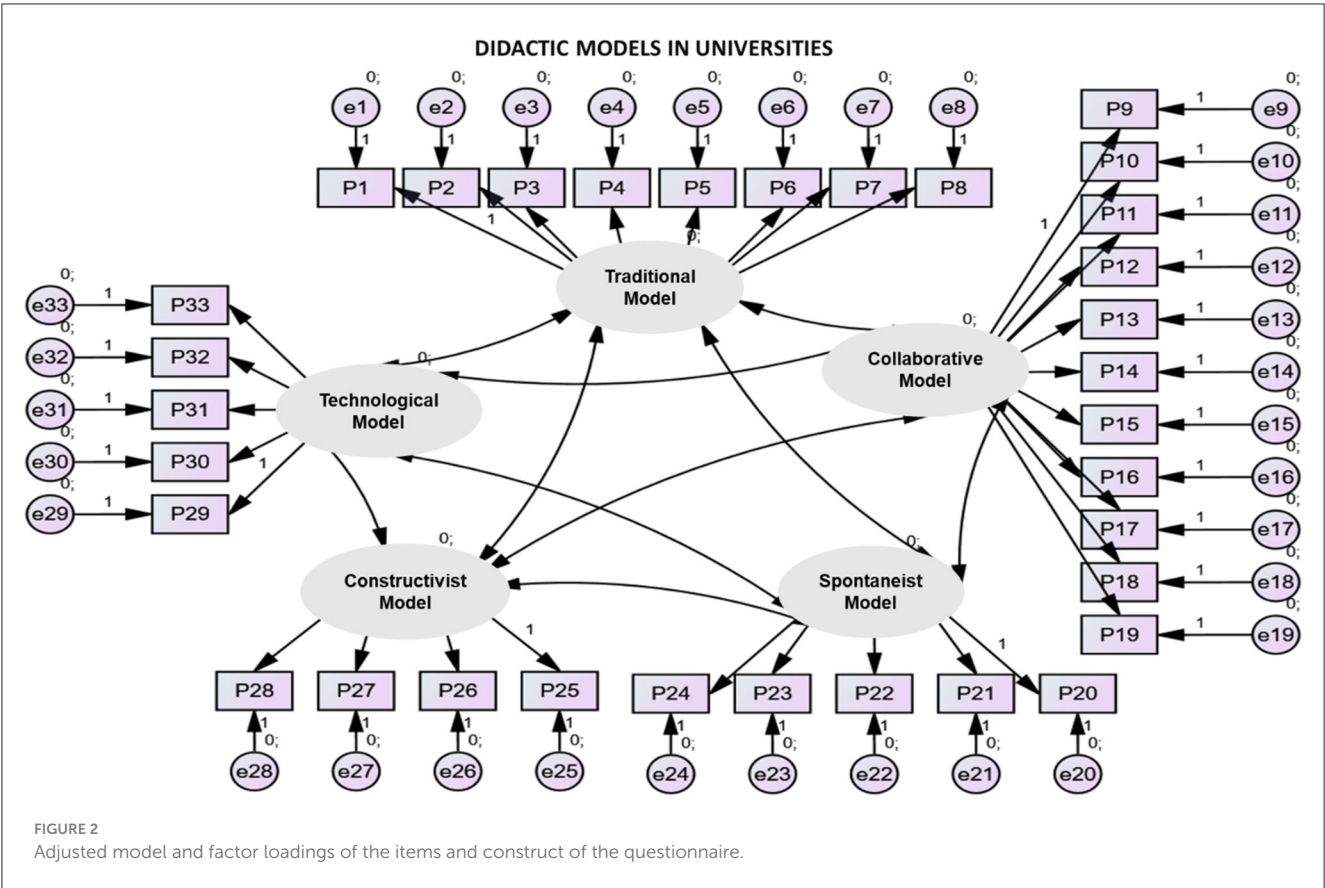 DIDACTIC MODELS IN UNIVERSITIES
0; 0; 0; 0; 0; 0; 0; 0;
e1 e2 e3 e4 e5 e6 e7 e8
1 1 1 1 1 1 1 1
P1 P2 P3 P4 P5 P6 P7 P8
1
0;
Traditional
Model
0;
P9 1 e9
0;
P10 1 e10
0;
P11 1 e11
0;
P12 1 e12
0;
P13 1 e13
0;
P14 1 e14
0;
P15 1 e15
0;
P16 1 e16
0;
P17 1 e17
0;
P18 1 e18
0;
P19 1 e19
1
0;
Collaborative
Model
0;
e33 1 P33
0;
e32 1 P32
0;
e31 1 P31
0;
e30 1 P30
0;
e29 1 P29
1
0;
Technological
Model
0;
Constructivist
Model
1
P28 P27 P26 P25
1 1 1 1
0; 0; 0; 0;
e28 e27 e26 e25
0;
Spontaneist
Model
1
P24 P23 P22 P21 P20
1 1 1 1 1
0; 0; 0; 0; 0;
e24 e23 e22 e21 e20
FIGURE 2
Adjusted model and factor loadings of the items and construct of the questionnaire.